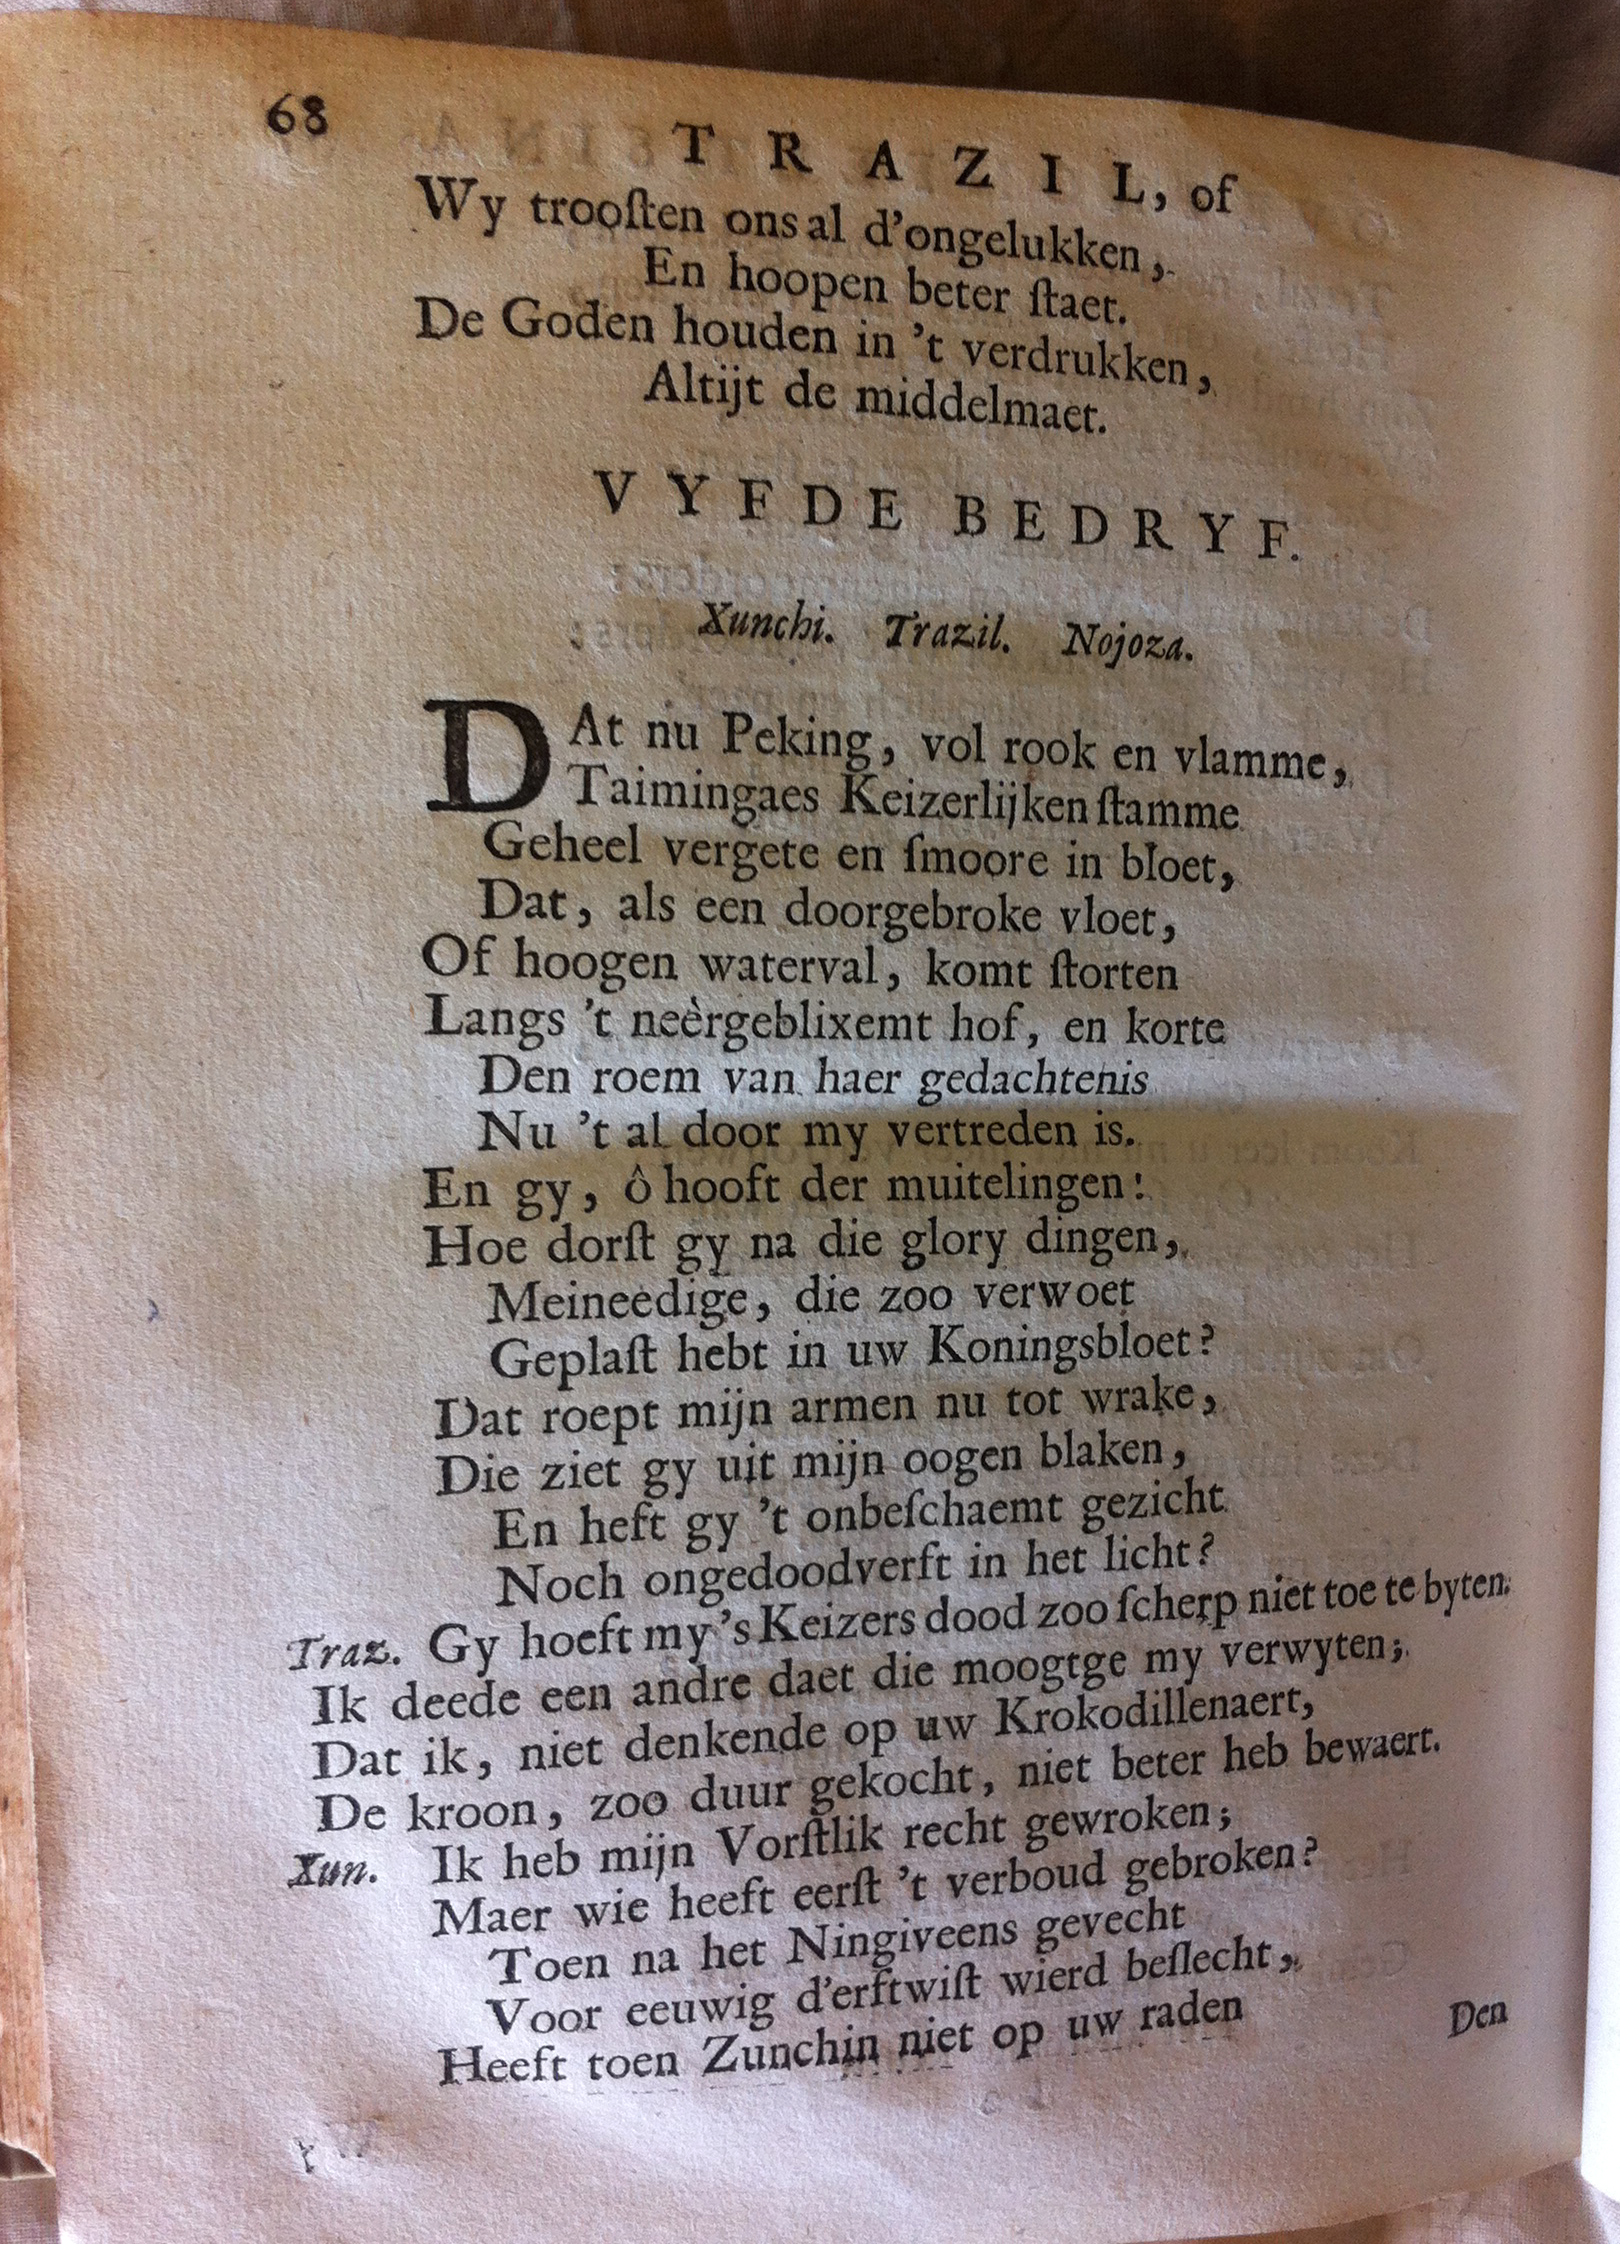 68
TRAZIL, of
Wy trooſten ons al d'ongelukken,
En hoopen beter ſtaet.
De Goden houden in 't verdrukken,
Altijt de middelmaet.
VYFDE BEDRYF.
Xunchi. Trazil. Nojoza.
DAt nu Peking, vol rook en vlamme,
Taimingaes Keizerlijken ſtamme
Geheel vergete en ſmoore in bloet,
Dat, als een doorgebroke vloet,
Of hoogen waterval, komt ſtorten
Langs 't neèrgeblixemt hof, en korte
Den roem van haer gedachtenis
Nu 't al door my vertreden is.
En gy, ô hooft der muitelingen!
Hoe dorſt gy na die glory dingen,
Meineedige, die zoo verwoet
Geplaſt hebt in uw Koningsbloet?
Dat roept mijn armen nu tot wrake,
Die ziet gy uit mijn oogen blaken,
En heft gy 't onbeſchaemt gezicht
Noch ongedoodverft in het licht?
Traz. Gy hoeft my 's Keizers dood zoo ſcherp niet toe te byten.
Ik deede een andre daet die moogtge my verwyten;
Dat ik, niet denkende op uw Krokodillenaert,
De kroon, zoo duur gekocht, niet beter heb bewaert.
Xun. Ik heb mijn Vorſtlik recht gewroken;
Maer wie heeft eerſt 't verboud gebroken?
Toen na het Ningiveens gevecht
Voor eeuwig d'erftwiſt wierd beſlecht,
Heeft toen Zunchin niet op uw raden
Den